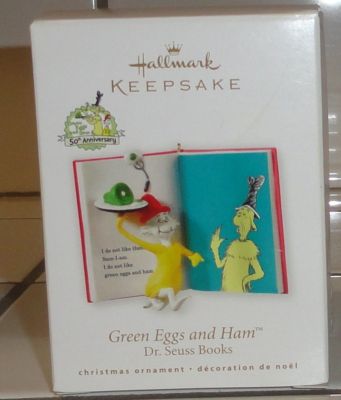 Hallmark
KEEPSAKE
50th Anniversary
I do not like them
Sam-I-am.
I do not like
green eggs and ham.
Green Eggs and Ham™
Dr. Seuss Books
christmas ornament • décoration de noël